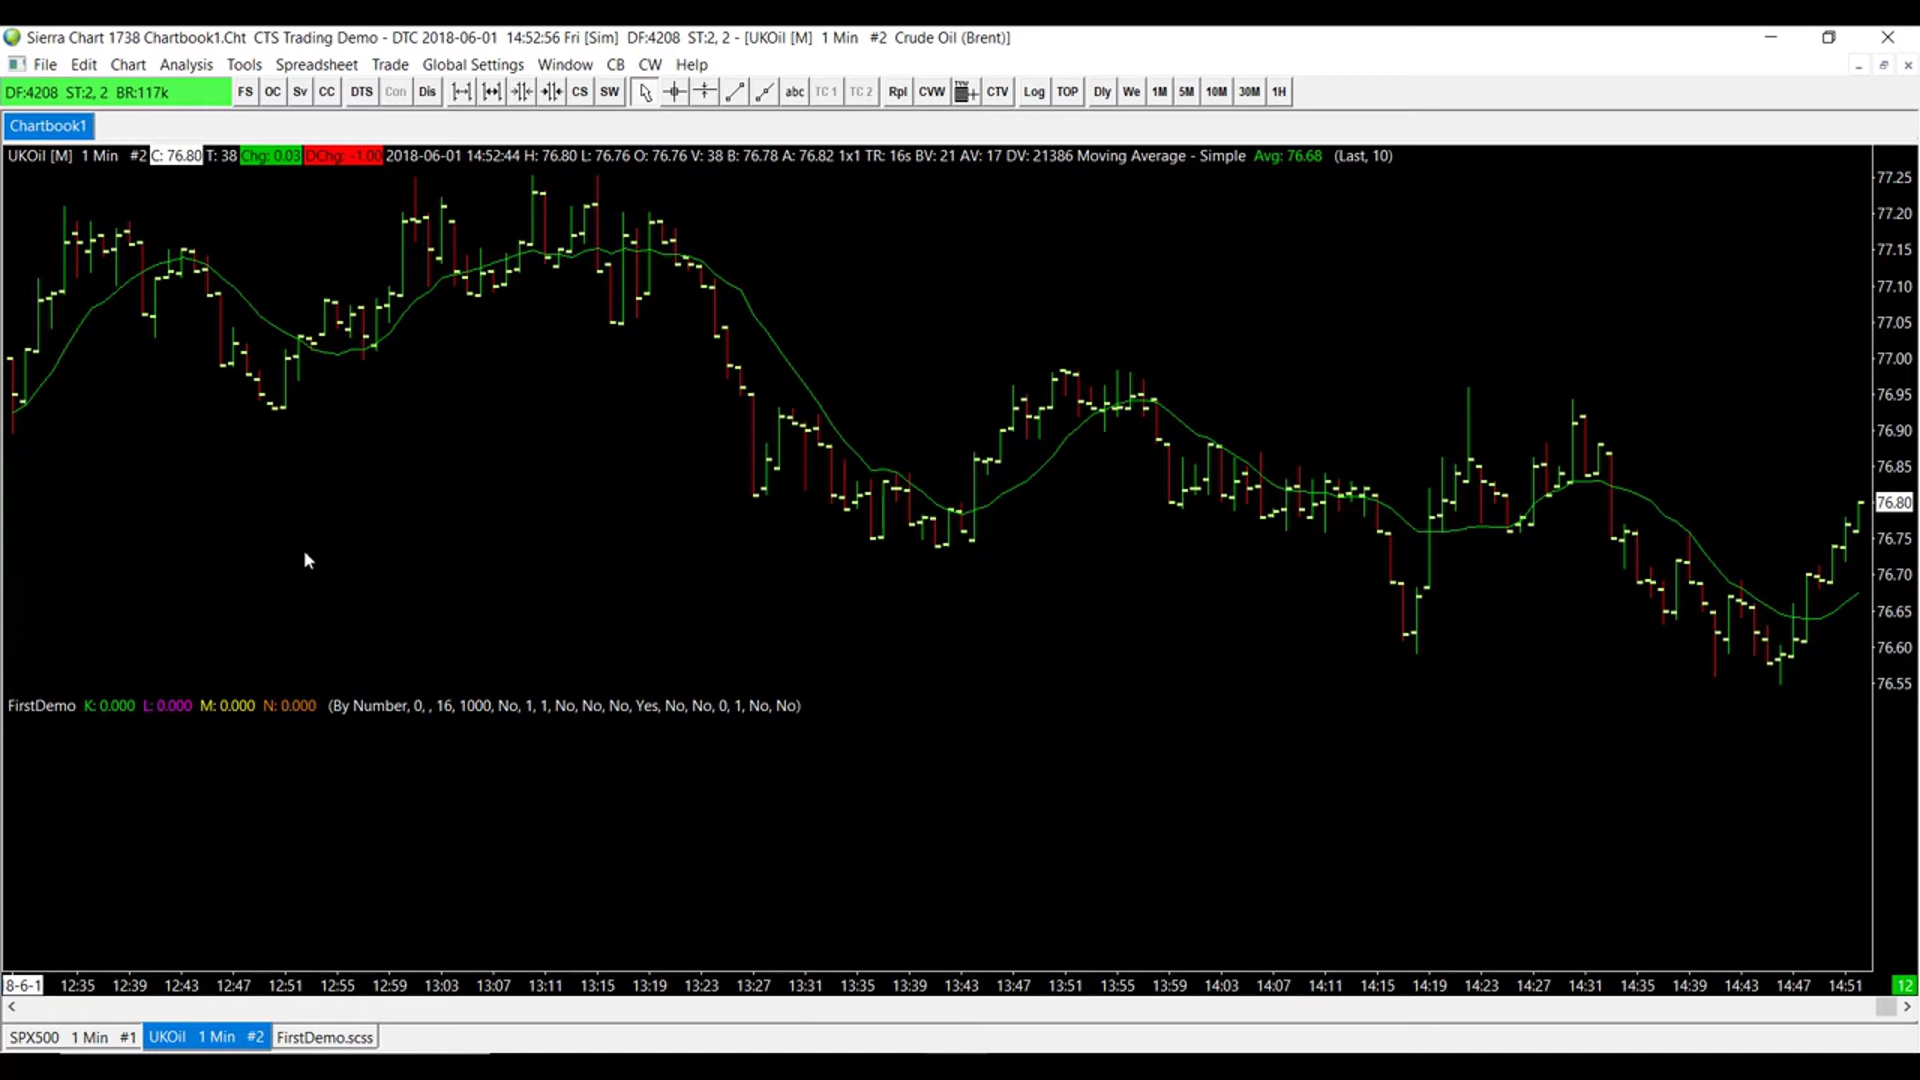 Sierra Chart 1738 Chartbook1.Cht  CTS Trading Demo - DTC 2018-06-01  14:52:56 Fri [Sim]  DF:4208  ST:2, 2 - [UKOil [M]  1 Min  #2  Crude Oil (Brent)]
File Edit Chart Analysis Tools Spreadsheet Trade Global Settings Window CB CW Help
DF:4208 ST:2, 2 BR:117k FS OC Sv CC DTS Con Dis CS SW abc TC 1 TC 2 Rpl CVW CTV Log TOP Dly We 1M 5M 10M 30M 1H
Chartbook1
UKOil [M]  1 Min  #2 C: 76.80 T: 38 Chg: 0.03 DChg: -1.00 2018-06-01 14:52:44 H: 76.80 L: 76.76 O: 76.76 V: 38 B: 76.78 A: 76.82 1x1 TR: 16s BV: 21 AV: 17 DV: 21386 Moving Average - Simple  Avg: 76.68  (Last, 10)
77.25
77.20
77.15
77.10
77.05
77.00
76.95
76.90
76.85
76.80
76.75
76.70
76.65
76.60
76.55
FirstDemo  K: 0.000  L: 0.000  M: 0.000  N: 0.000  (By Number, 0, , 16, 1000, No, 1, 1, No, No, No, Yes, No, No, 0, 1, No, No)
8-6-1 12:35 12:39 12:43 12:47 12:51 12:55 12:59 13:03 13:07 13:11 13:15 13:19 13:23 13:27 13:31 13:35 13:39 13:43 13:47 13:51 13:55 13:59 14:03 14:07 14:11 14:15 14:19 14:23 14:27 14:31 14:35 14:39 14:43 14:47 14:51 12
SPX500  1 Min  #1 UKOil  1 Min  #2 FirstDemo.scss